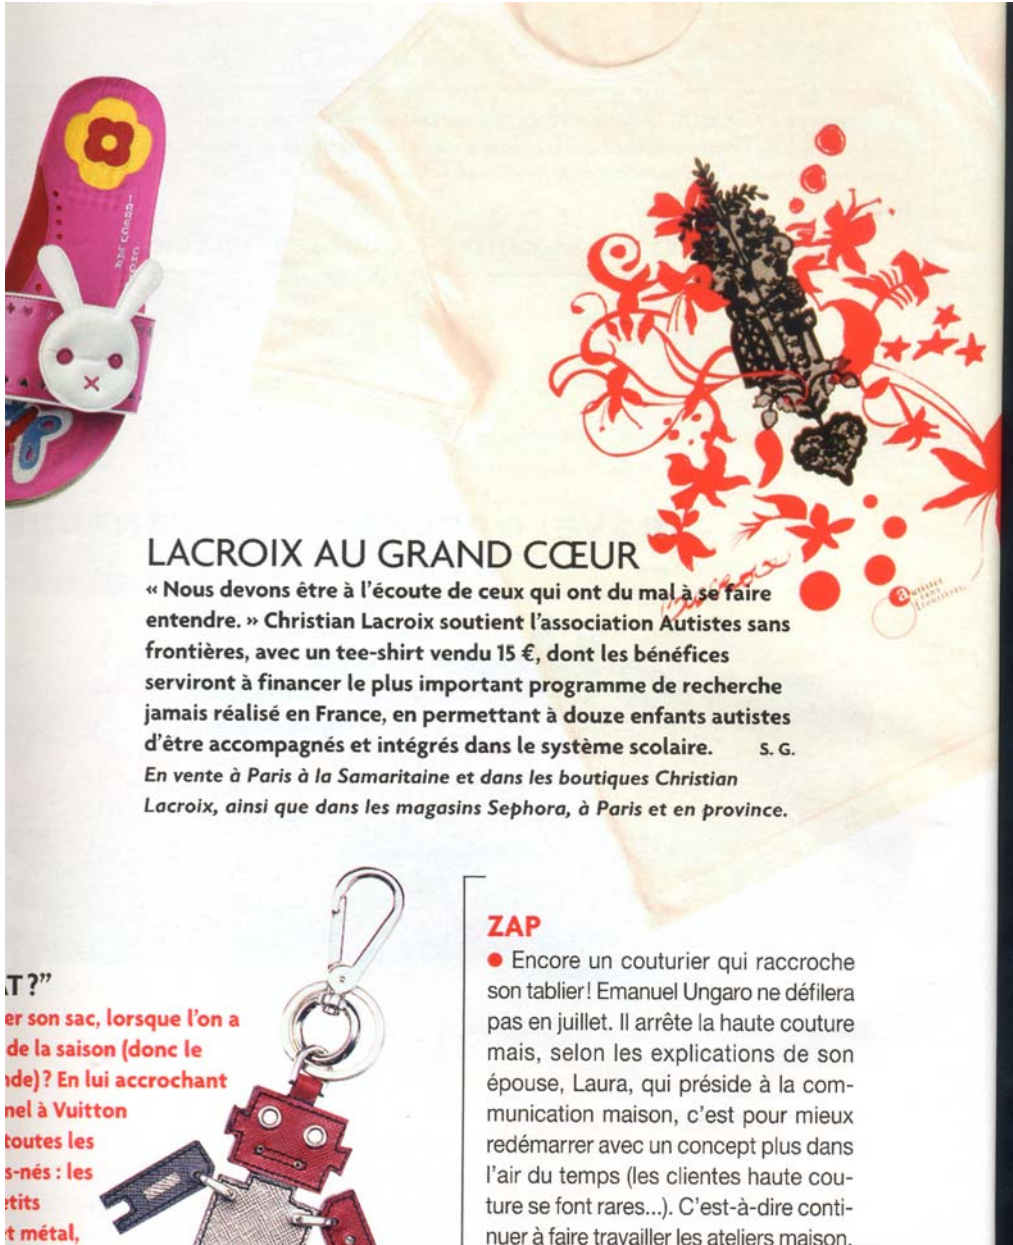 LACROIX AU GRAND CŒUR
« Nous devons être à l'écoute de ceux qui ont du mal à se faire
entendre. » Christian Lacroix soutient l'association Autistes sans
frontières, avec un tee-shirt vendu 15 €, dont les bénéfices
serviront à financer le plus important programme de recherche
jamais réalisé en France, en permettant à douze enfants autistes
d'être accompagnés et intégrés dans le système scolaire. S. G.
En vente à Paris à la Samaritaine et dans les boutiques Christian
Lacroix, ainsi que dans les magasins Sephora, à Paris et en province.
autistes
sans
frontières.
T ?”
er son sac, lorsque l'on a
de la saison (donc le
nde) ? En lui accrochant
nel à Vuitton
toutes les
s-nés : les
etits
t métal,
ZAP
● Encore un couturier qui raccroche
son tablier! Emanuel Ungaro ne défilera
pas en juillet. Il arrête la haute couture
mais, selon les explications de son
épouse, Laura, qui préside à la com-
munication maison, c'est pour mieux
redémarrer avec un concept plus dans
l'air du temps (les clientes haute cou-
ture se font rares...). C'est-à-dire conti-
nuer à faire travailler les ateliers maison,